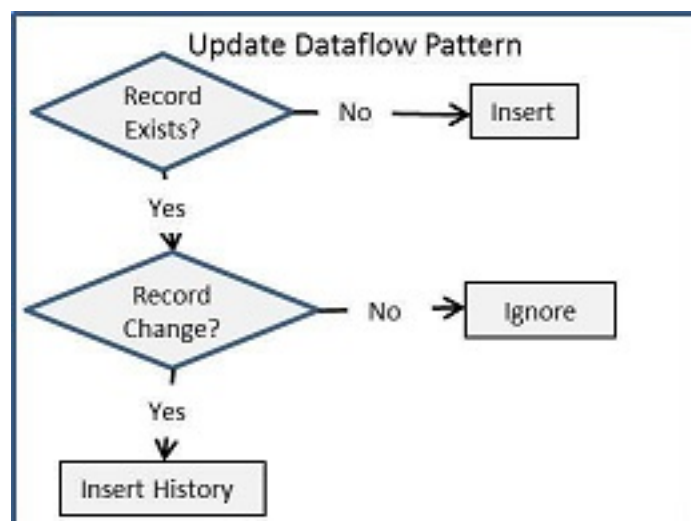 Update Dataflow Pattern
Record
Exists?
No
Insert
Yes
Record
Change?
No
Ignore
Yes
Insert History